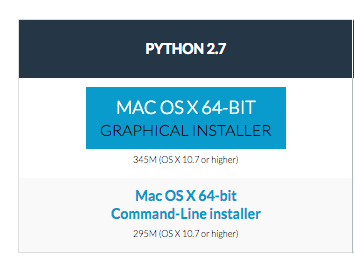 PYTHON 2.7
MAC OS X 64-BIT
GRAPHICAL INSTALLER
345M (OS X 10.7 or higher)
Mac OS X 64-bit
Command-Line installer
295M (OS X 10.7 or higher)